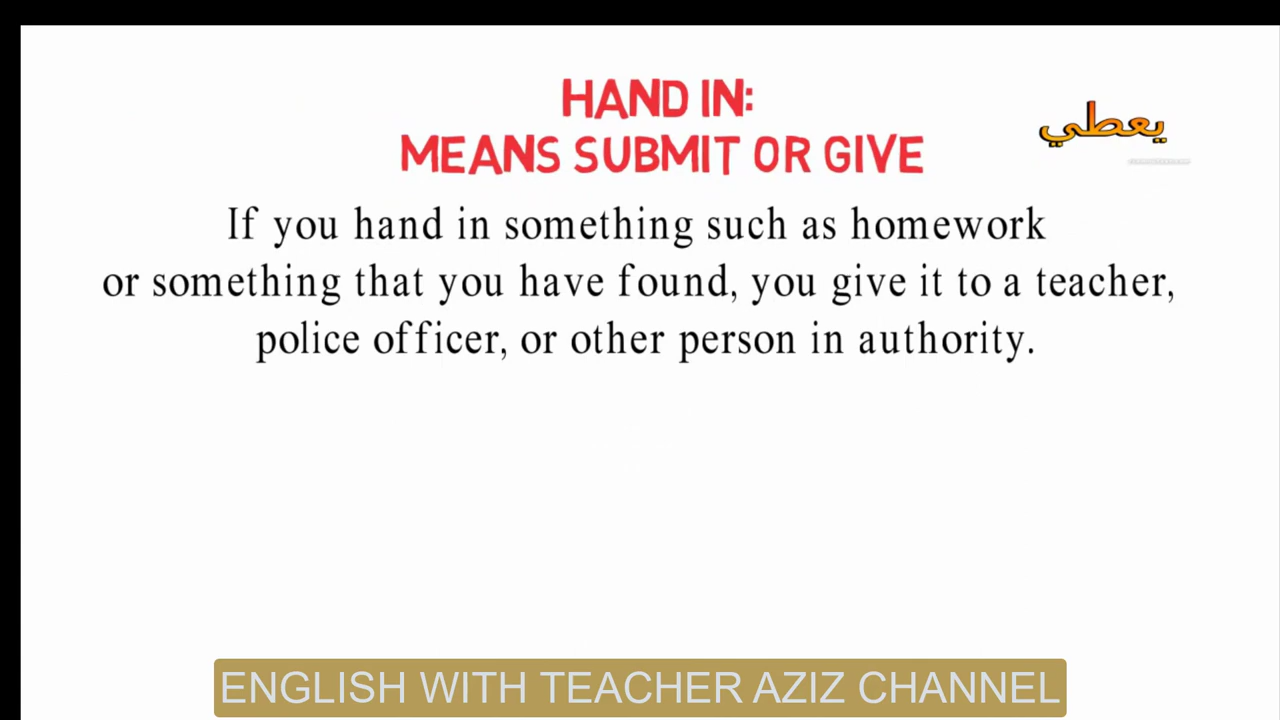 HAND IN:
MEANS SUBMIT OR GIVE
يعطي
If you hand in something such as homework
or something that you have found, you give it to a teacher,
police officer, or other person in authority.
ENGLISH WITH TEACHER AZIZ CHANNEL